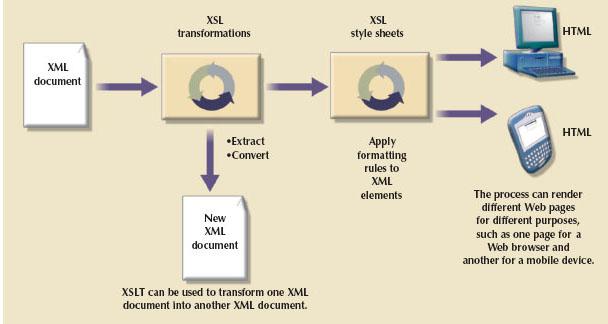 XML
document
XSL
transformations
•Extract
•Convert
New
XML
document
XSLT can be used to transform one XML
document into another XML document.
XSL
style sheets
Apply
formatting
rules to
XML
elements
HTML
HTML
The process can render
different Web pages
for different purposes,
such as one page for a
Web browser and
another for a mobile device.